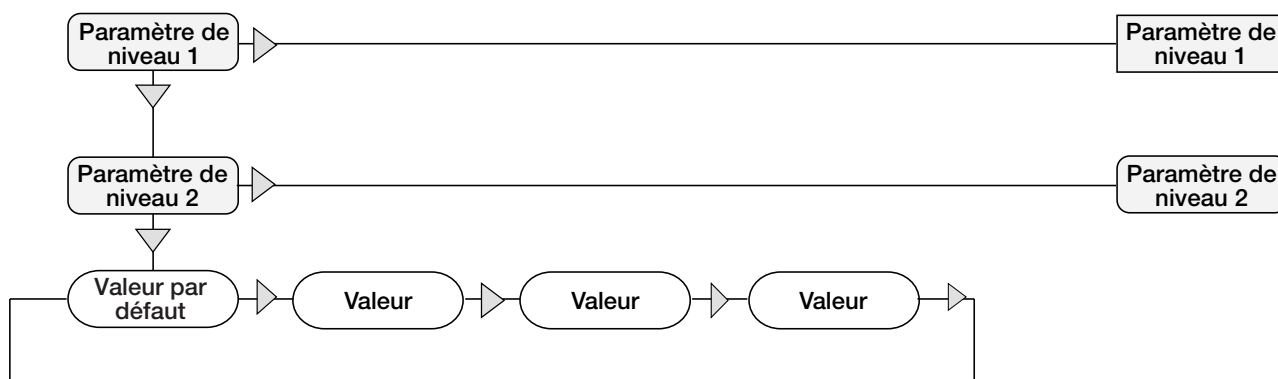 Paramètre de
niveau 1
Paramètre de
niveau 1
Paramètre de
niveau 2
Paramètre de
niveau 2
Valeur par
défaut
Valeur
Valeur
Valeur